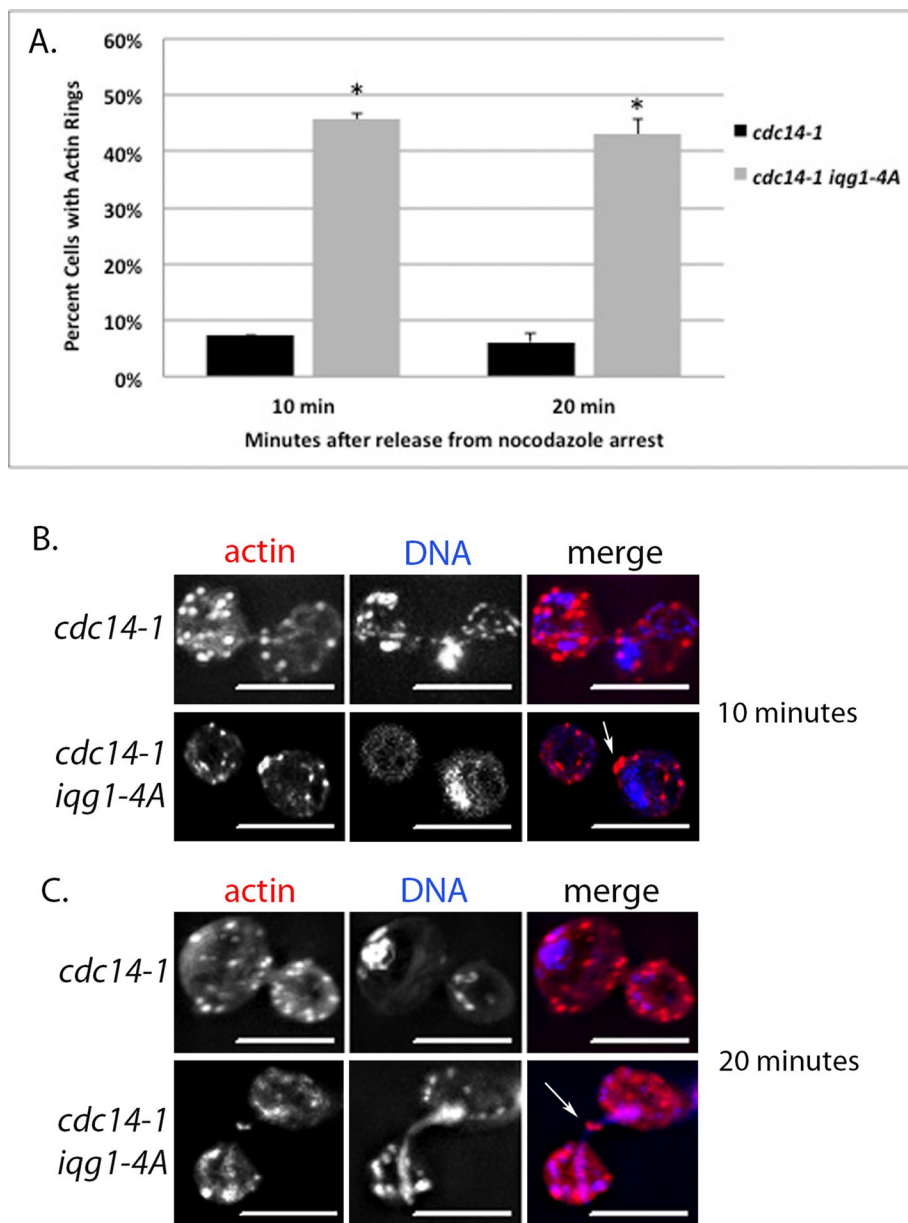 A.
60%
50%
40%
30%
20%
10%
0%
Percent Cells with Actin Rings
*
*
10 min
20 min
Minutes after release from nocodazole arrest
cdc14-1
cdc14-1 iqg1-4A
B.
actin
DNA
merge
cdc14-1
cdc14-1
iqg1-4A
10 minutes
C.
actin
DNA
merge
cdc14-1
cdc14-1
iqg1-4A
20 minutes